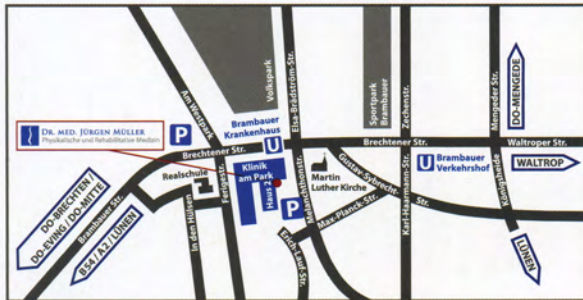 Am Westpark
Volkspark
Elsa-Brädström-Str.
Sportpark
Brambauer
Zechenstr.
Mengeder Str.
DO-MENGEDE
DR. MED. JÜRGEN MÜLLER
Physikalische und Rehabilitative Medizin
P
Brambauer
Krankenhaus
U
Brechtener Str.
Brechtener Str.
Waltroper Str.
Realschule
Klinik
am Park
Haus 2
Martin
Luther Kirche
U
Brambauer
Verkehrshof
WALTROP
Ferigstr.
In den Hülsen
P
Melanchthonstr.
Gustav-Sybrecht-
Str.
Max-Planck-Str.
Erich-Laud-Str.
Karl-Haarmann-Str.
Königsheide
DO-BRECHTEN/
DO-EVING/DO-MITTE
Brambauer Str.
B54/A2/LÜNEN
LÜNEN